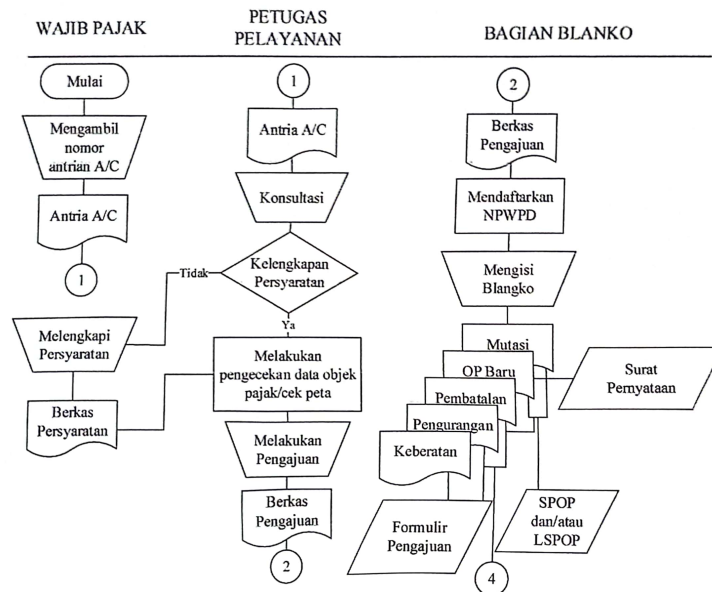 WAJIB PAJAK
PETUGAS
PELAYANAN
BAGIAN BLANKO
Mulai
Mengambil
nomor
antrian A/C
Antria A/C
1
Melengkapi
Persyaratan
Berkas
Persyaratan
1
Antria A/C
Konsultasi
Kelengkapan
Persyaratan
Tidak
Ya
Melakukan
pengecekan data objek
pajak/cek peta
Melakukan
Pengajuan
Berkas
Pengajuan
2
2
Berkas
Pengajuan
Mendaftarkan
NPWPD
Mengisi
Blangko
Mutasi
OP Baru
Pembatalan
Pengurangan
Keberatan
Surat
Pernyataan
Formulir
Pengajuan
SPOP
dan/atau
LSPOP
4